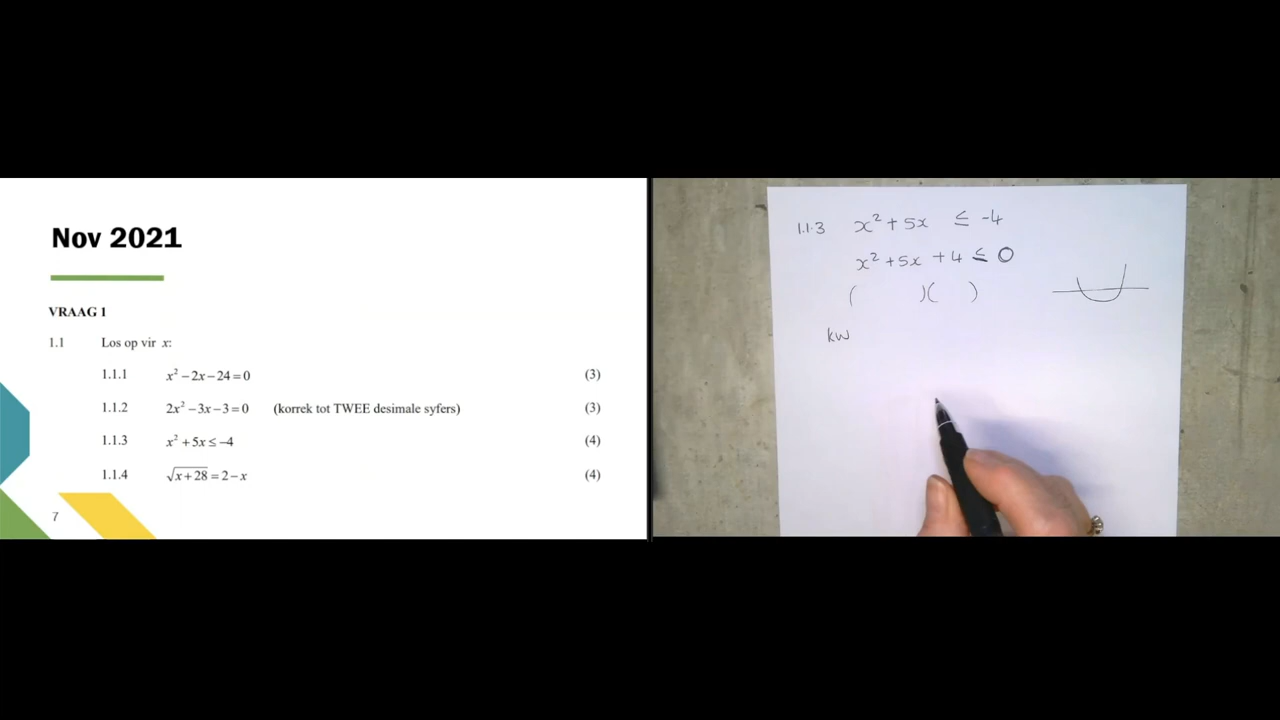 Nov 2021
VRAAG 1
1.1 Los op vir x:
1.1.1 x² − 2x − 24 = 0 (3)
1.1.2 2x² − 3x − 3 = 0 (korrek tot TWEE desimale syfers) (3)
1.1.3 x² + 5x ≤ −4 (4)
1.1.4 √(x + 28) = 2 − x (4)
7
1.1.3 x² + 5x ≤ -4
x² + 5x + 4 ≤ 0
( )( )
kw